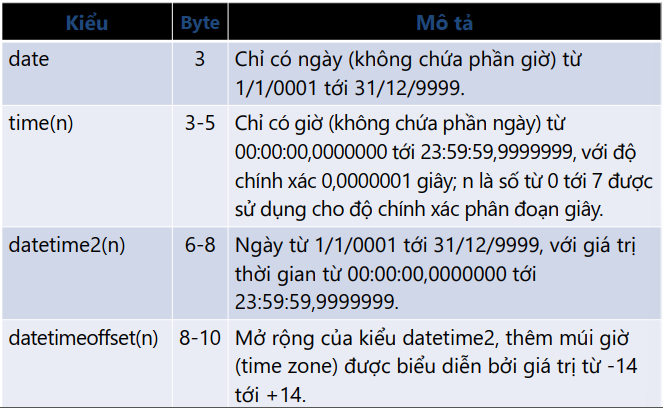 Kiểu Byte Mô tả
date 3 Chỉ có ngày (không chứa phần giờ) từ
1/1/0001 tới 31/12/9999.
time(n) 3-5 Chỉ có giờ (không chứa phần ngày) từ
00:00:00,0000000 tới 23:59:59,9999999, với độ
chính xác 0,0000001 giây; n là số từ 0 tới 7 được
sử dụng cho độ chính xác phân đoạn giây.
datetime2(n) 6-8 Ngày từ 1/1/0001 tới 31/12/9999, với giá trị
thời gian từ 00:00:00,0000000 tới
23:59:59,9999999.
datetimeoffset(n) 8-10 Mở rộng của kiểu datetime2, thêm múi giờ
(time zone) được biểu diễn bởi giá trị từ -14
tới +14.